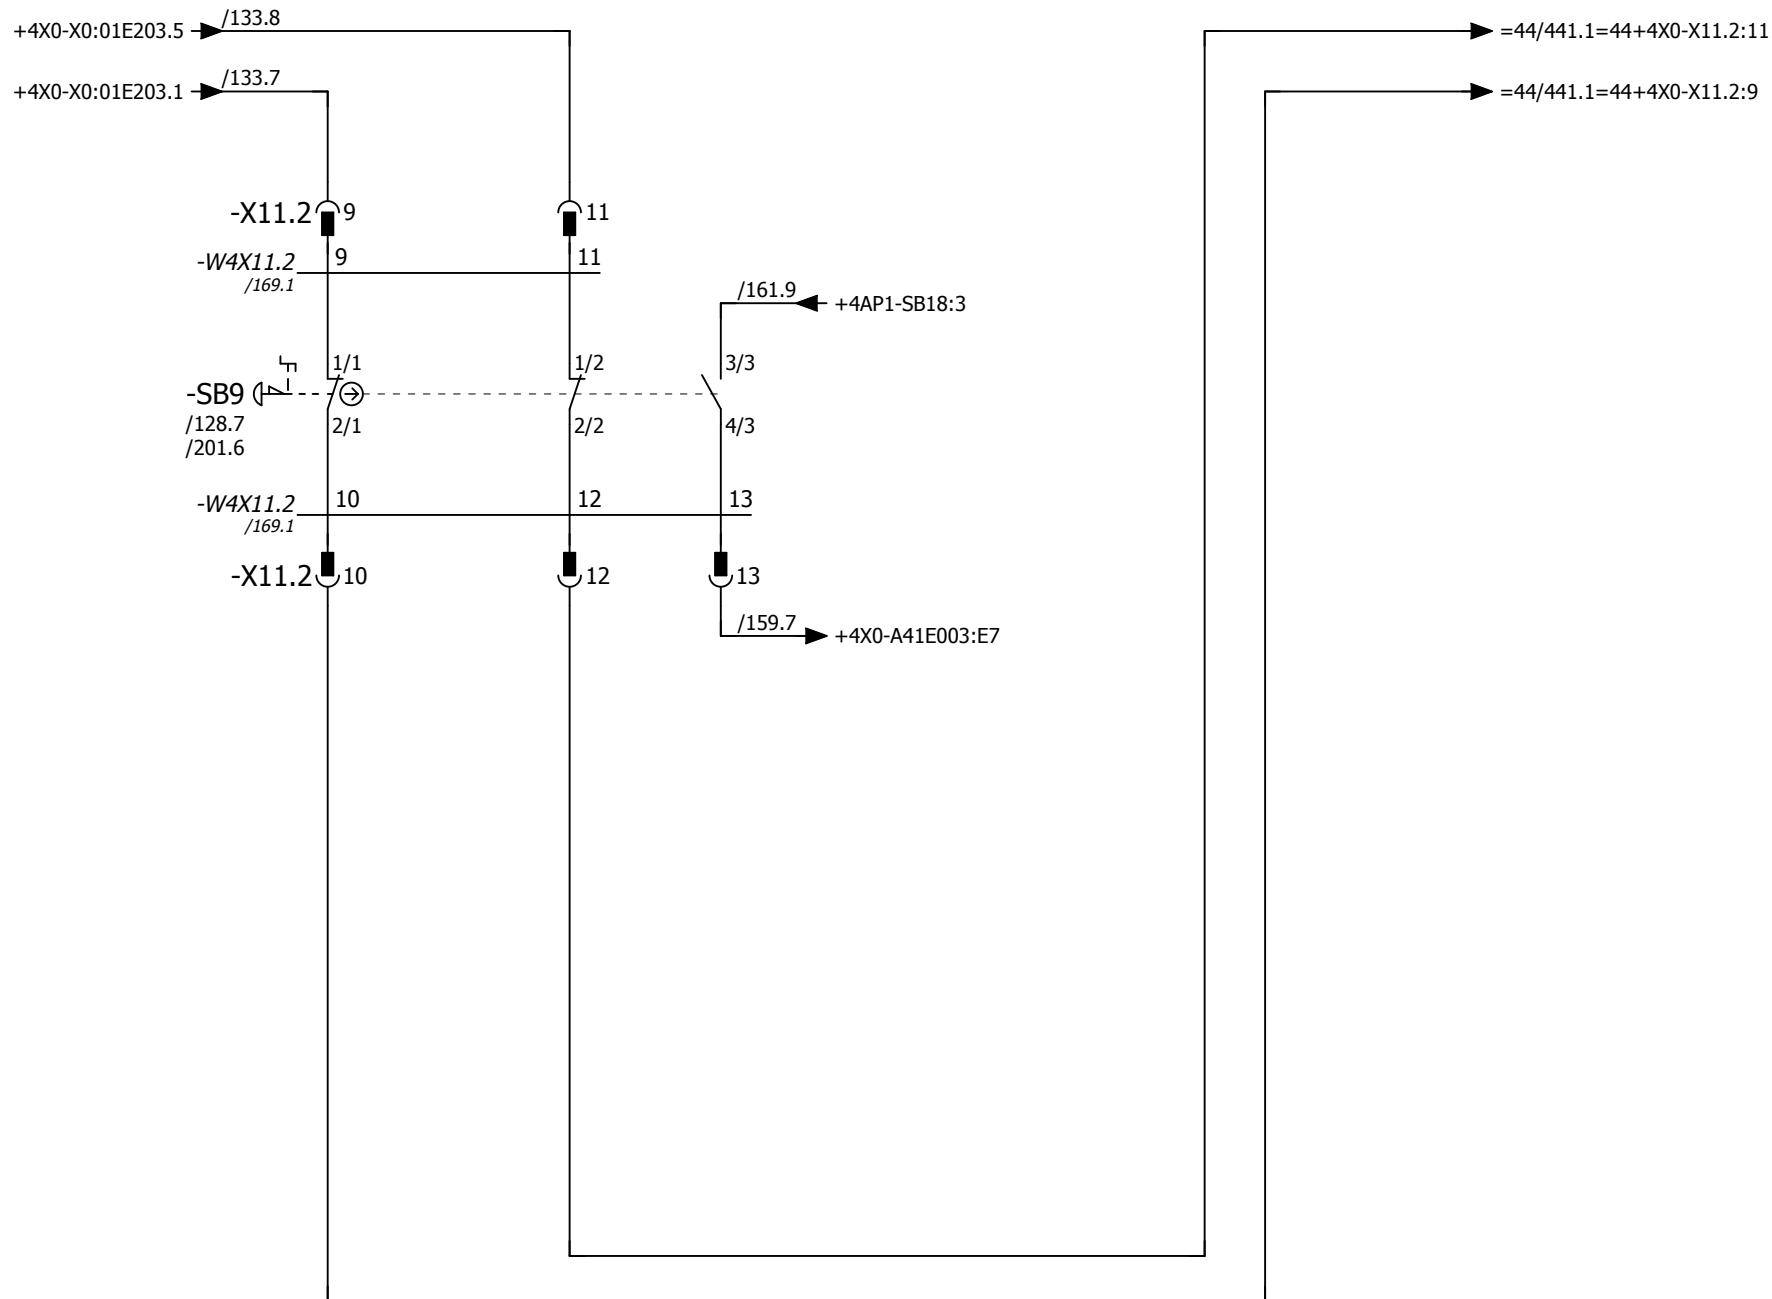 +4X0-X0:01E203.5 /133.8 =44/441.1=44+4X0-X11.2:11
+4X0-X0:01E203.1 /133.7 =44/441.1=44+4X0-X11.2:9
-X11.2 9 11
-W4X11.2 9 11
/169.1
/161.9
+4AP1-SB18:3
1/1 1/2 3/3
-SB9
/128.7 2/1 2/2 4/3
/201.6
-W4X11.2 10 12 13
/169.1
-X11.2 10 12 13
/159.7
+4X0-A41E003:E7